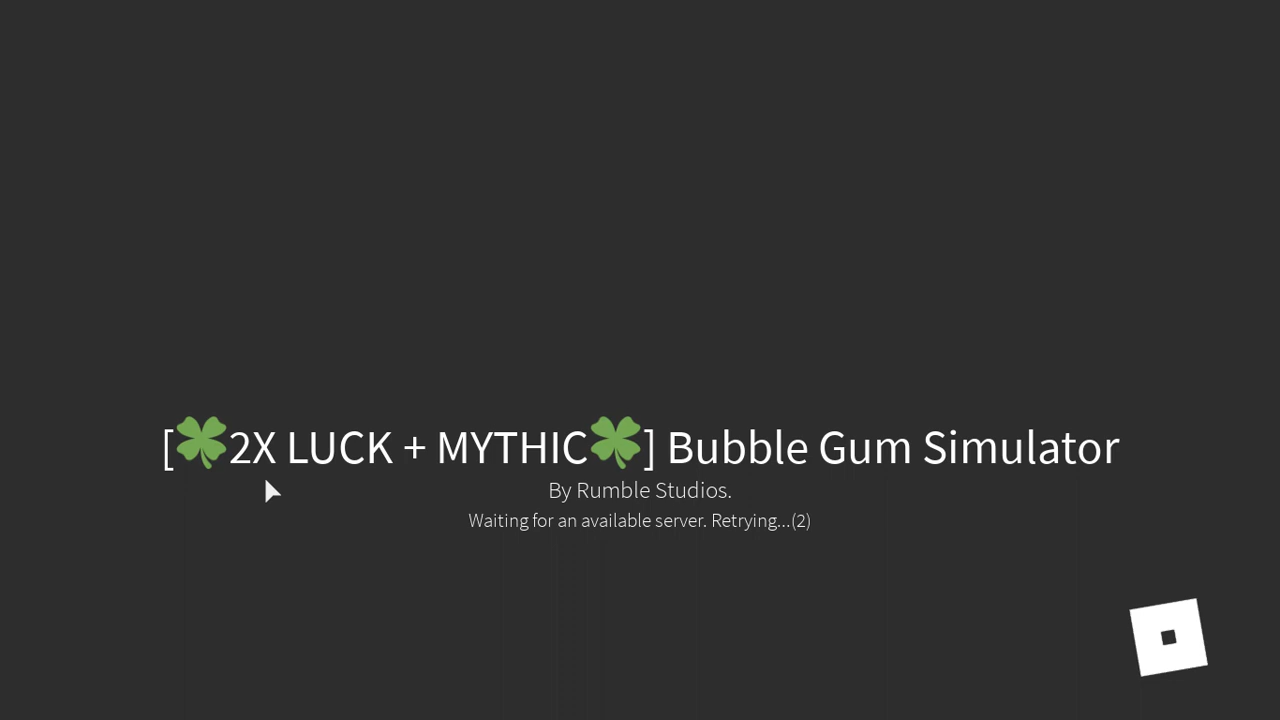 [🍀2X LUCK + MYTHIC🍀] Bubble Gum Simulator
By Rumble Studios.
Waiting for an available server. Retrying...(2)